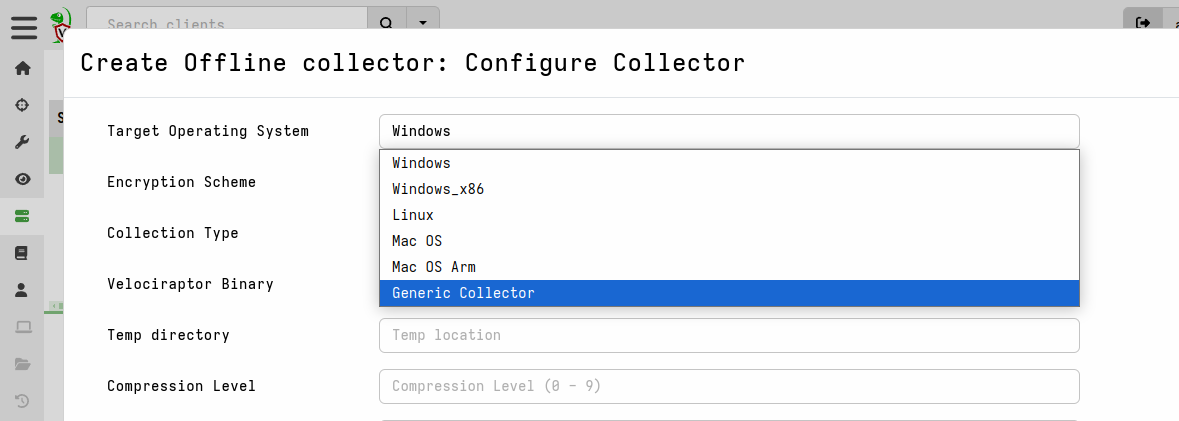 Search clients
Create Offline collector: Configure Collector
Target Operating System
Windows
Windows
Windows_x86
Linux
Mac OS
Mac OS Arm
Generic Collector
Encryption Scheme
Collection Type
Velociraptor Binary
Temp directory
Temp location
Compression Level
Compression Level (0 - 9)